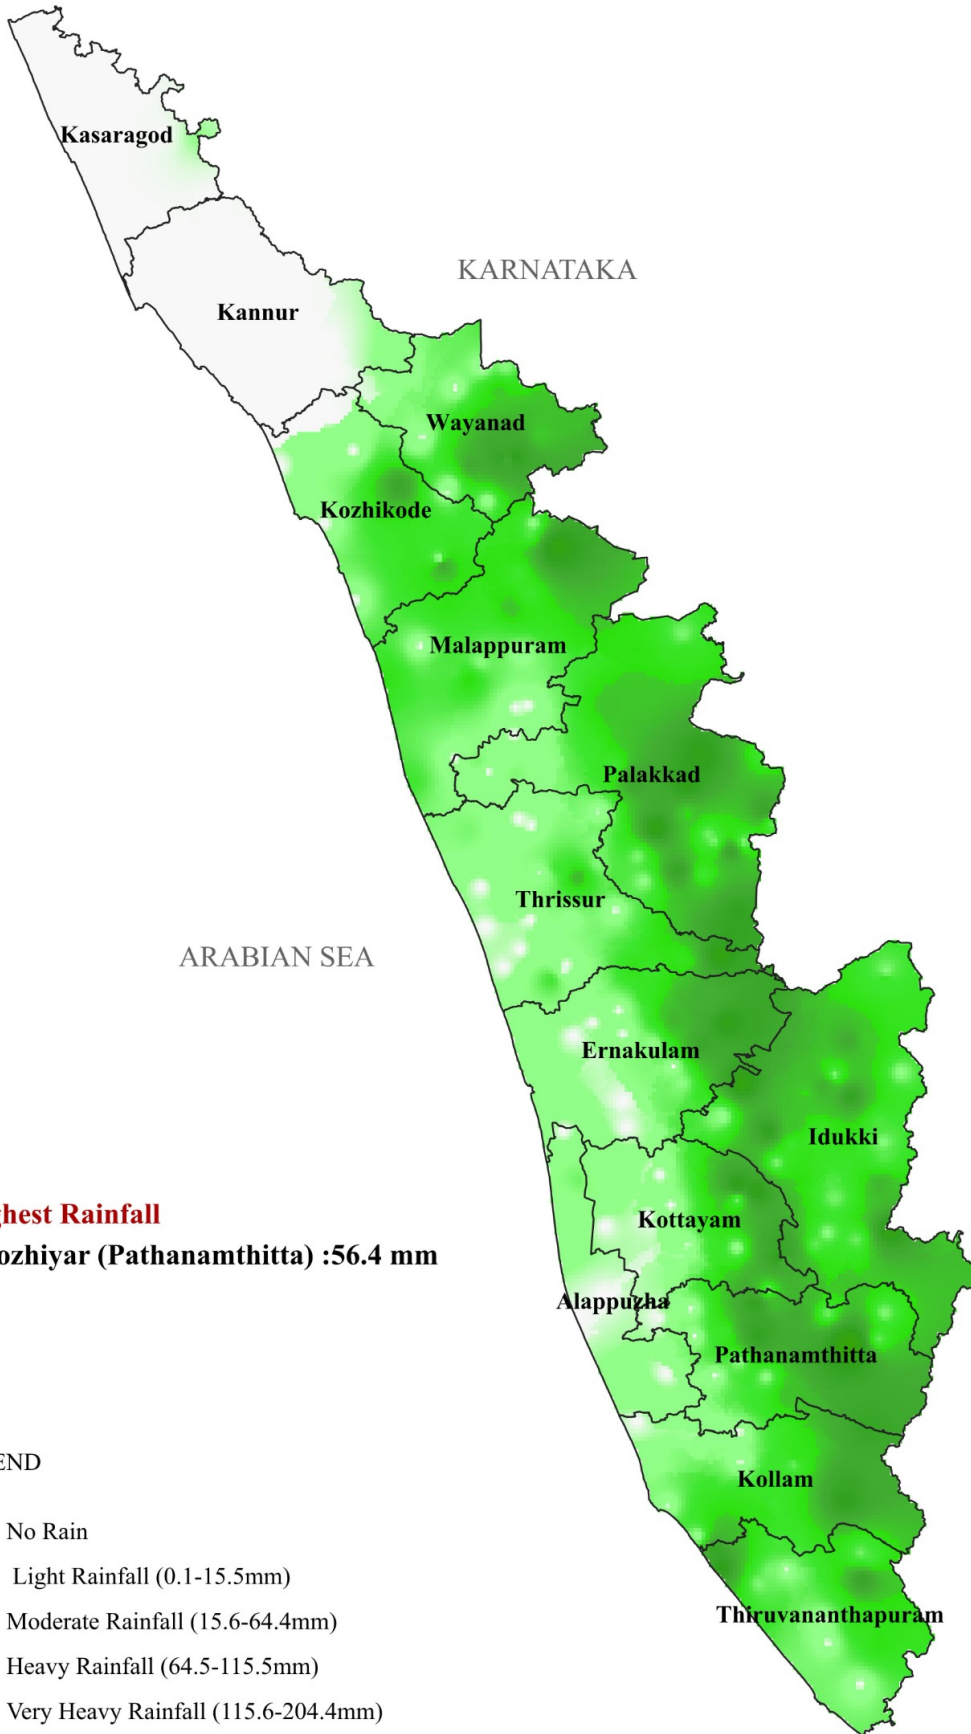 Kasaragod
KARNATAKA
Kannur
Wayanad
Kozhikode
Malappuram
Palakkad
Thrissur
ARABIAN SEA
Ernakulam
Idukki
ghest Rainfall
Kottayam
ozhiyar (Pathanamthitta) :56.4 mm
Alappuzha
Pathanamthitta
END
Kollam
No Rain
Light Rainfall (0.1-15.5mm)
Moderate Rainfall (15.6-64.4mm)
Thiruvananthapuram
Heavy Rainfall (64.5-115.5mm)
Very Heavy Rainfall (115.6-204.4mm)